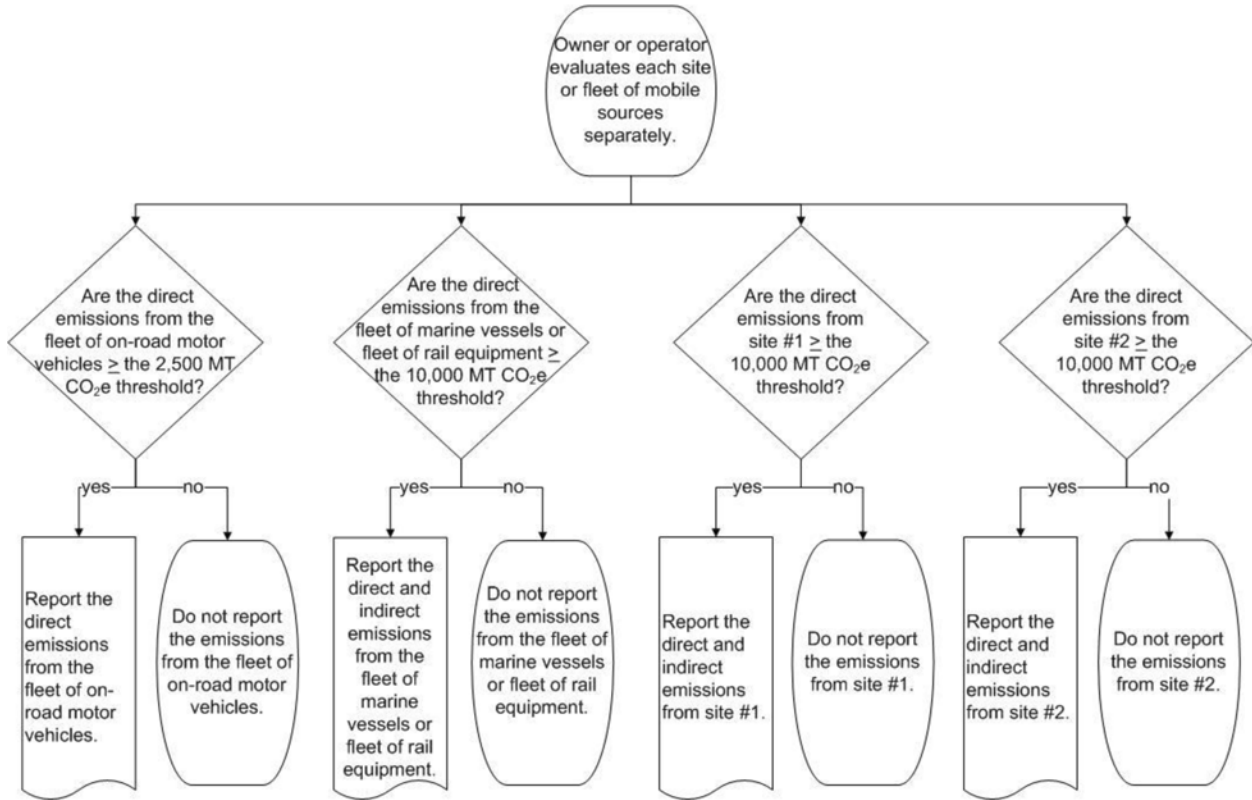 Owner or operator
evaluates each site
or fleet of mobile
sources
separately.
Are the direct
emissions from the
fleet of on-road motor
vehicles ≥ the 2,500 MT
CO₂e threshold?
Are the direct
emissions from the
fleet of marine vessels or
fleet of rail equipment ≥
the 10,000 MT CO₂e
threshold?
Are the direct
emissions from
site #1 ≥ the
10,000 MT CO₂e
threshold?
Are the direct
emissions from
site #2 ≥ the
10,000 MT CO₂e
threshold?
yes
no
yes
no
yes
no
yes
no
Report the
direct
emissions
from the
fleet of on-
road motor
vehicles.
Do not report
the emissions
from the fleet of
on-road motor
vehicles.
Report the
direct and
indirect
emissions
from the
fleet of
marine
vessels or
fleet of rail
equipment.
Do not report
the emissions
from the fleet of
marine vessels
or fleet of rail
equipment.
Report the
direct and
indirect
emissions
from site #1.
Do not report
the emissions
from site #1.
Report the
direct and
indirect
emissions
from site #2.
Do not report
the emissions
from site #2.